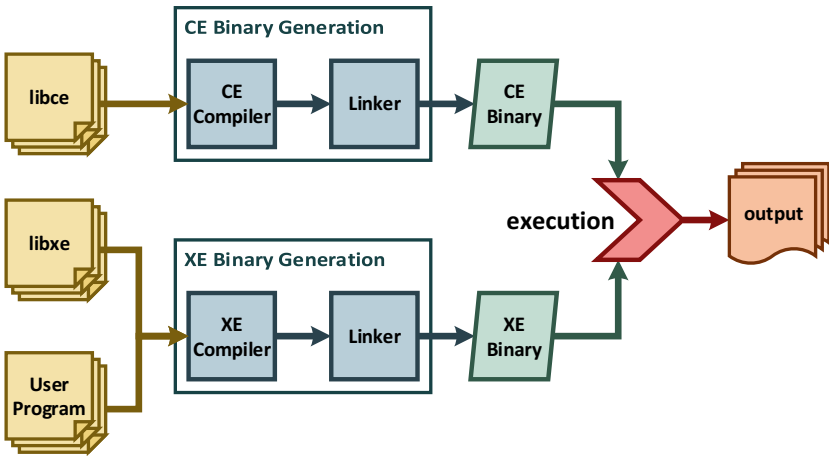 CE Binary Generation
libce
CE
Compiler
Linker
CE
Binary
libxe
execution
output
XE Binary Generation
XE
Compiler
Linker
XE
Binary
User
Program